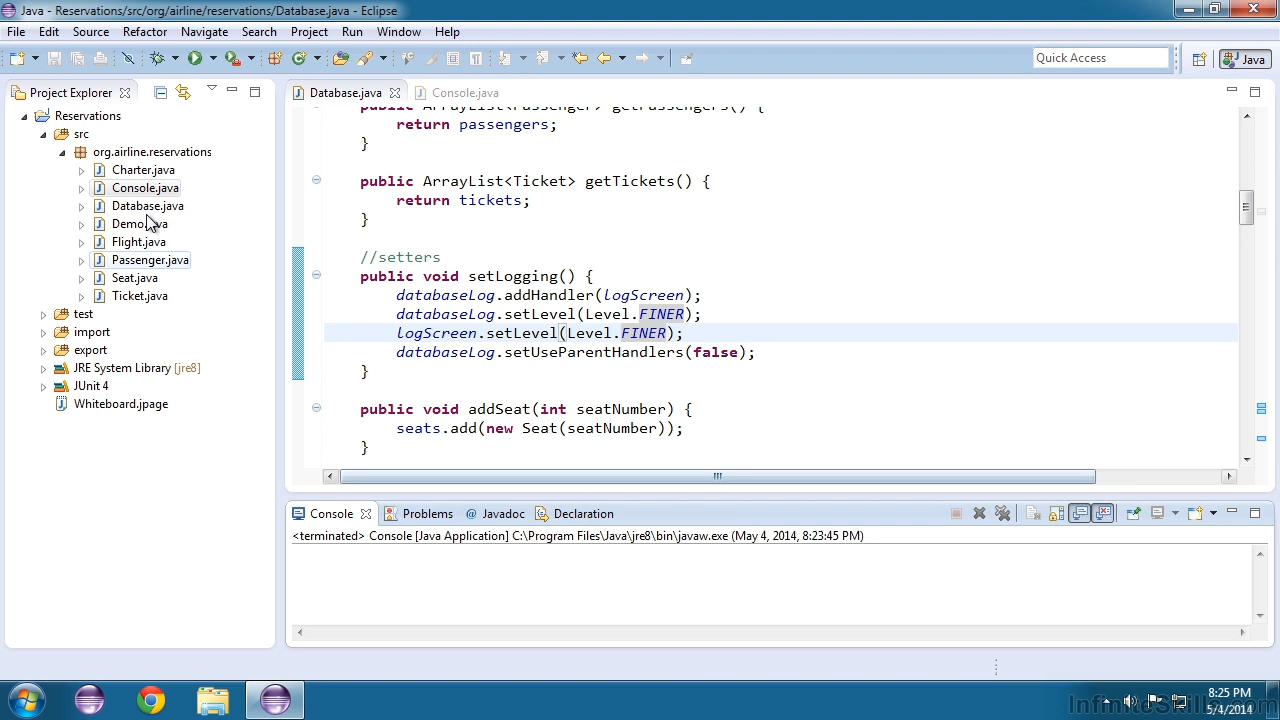 Java - Reservations/src/org/airline/reservations/Database.java - Eclipse
File Edit Source Refactor Navigate Search Project Run Window Help
Quick Access Java
Project Explorer
Reservations
src
org.airline.reservations
Charter.java
Console.java
Database.java
Demo.java
Flight.java
Passenger.java
Seat.java
Ticket.java
test
import
export
JRE System Library [jre8]
JUnit 4
Whiteboard.jpage
Database.java Console.java
public ArrayList<Passenger> getPassengers() {
return passengers;
}
public ArrayList<Ticket> getTickets() {
return tickets;
}
//setters
public void setLogging() {
databaseLog.addHandler(logScreen);
databaseLog.setLevel(Level.FINER);
logScreen.setLevel(Level.FINER);
databaseLog.setUseParentHandlers(false);
}
public void addSeat(int seatNumber) {
seats.add(new Seat(seatNumber));
}
Console Problems @ Javadoc Declaration
<terminated> Console [Java Application] C:\Program Files\Java\jre8\bin\javaw.exe (May 4, 2014, 8:23:45 PM)
8:25 PM
5/4/2014
InfiniteSkills.com